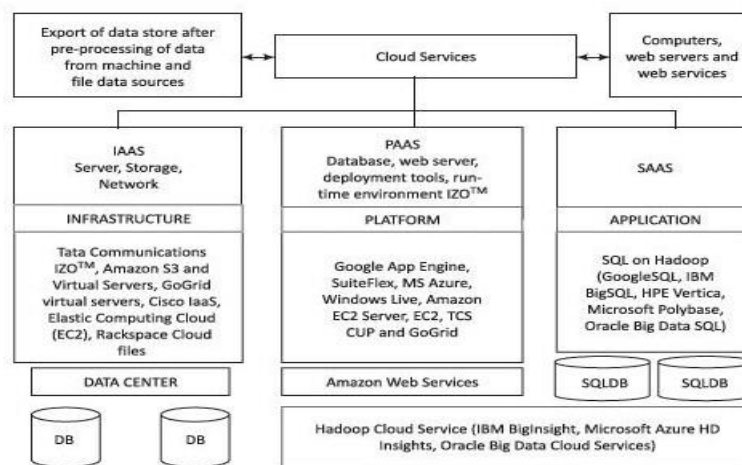 Export of data store after
pre-processing of data
from machine and
file data sources
Cloud Services
Computers,
web servers and
web services
IAAS
Server, Storage,
Network
PAAS
Database, web server,
deployment tools, run-
time environment IZO™
SAAS
INFRASTRUCTURE
PLATFORM
APPLICATION
Tata Communications
IZO™, Amazon S3 and
Virtual Servers, GoGrid
virtual servers, Cisco IaaS,
Elastic Computing Cloud
(EC2), Rackspace Cloud
files
Google App Engine,
SuiteFlex, MS Azure,
Windows Live, Amazon
EC2 Server, EC2, TCS
CUP and GoGrid
SQL on Hadoop
(GoogleSQL, IBM
BigSQL, HPE Vertica,
Microsoft Polybase,
Oracle Big Data SQL)
DATA CENTER
Amazon Web Services
SQLDB
SQLDB
DB
DB
Hadoop Cloud Service (IBM BigInsight, Microsoft Azure HD
Insights, Oracle Big Data Cloud Services)